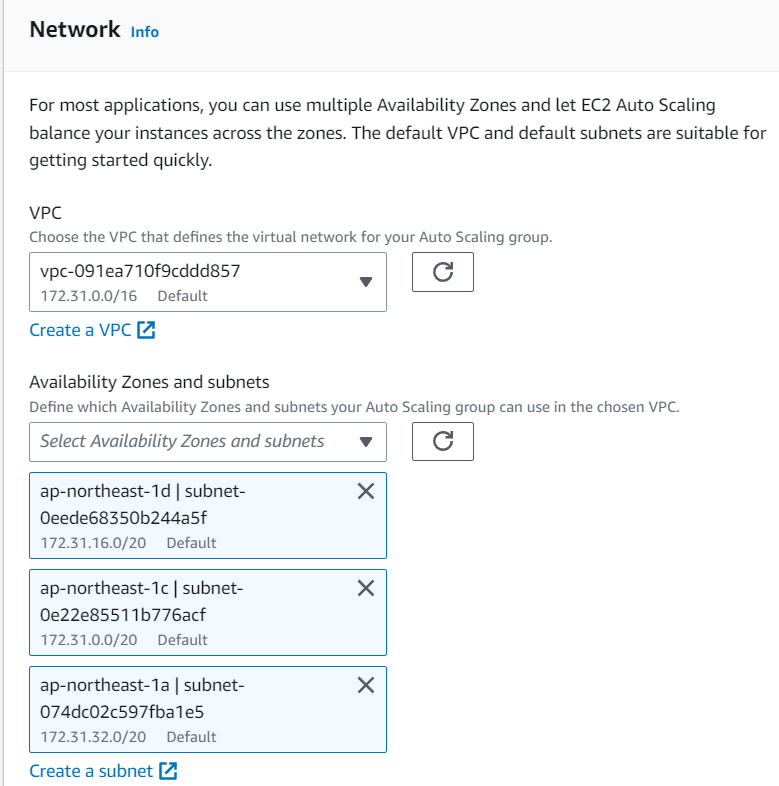 Network Info
For most applications, you can use multiple Availability Zones and let EC2 Auto Scaling
balance your instances across the zones. The default VPC and default subnets are suitable for
getting started quickly.
VPC
Choose the VPC that defines the virtual network for your Auto Scaling group.
vpc-091ea710f9cddd857
172.31.0.0/16 Default
Create a VPC
Availability Zones and subnets
Define which Availability Zones and subnets your Auto Scaling group can use in the chosen VPC.
Select Availability Zones and subnets
ap-northeast-1d | subnet-
0eede68350b244a5f
172.31.16.0/20 Default
ap-northeast-1c | subnet-
0e22e85511b776acf
172.31.0.0/20 Default
ap-northeast-1a | subnet-
074dc02c597fba1e5
172.31.32.0/20 Default
Create a subnet